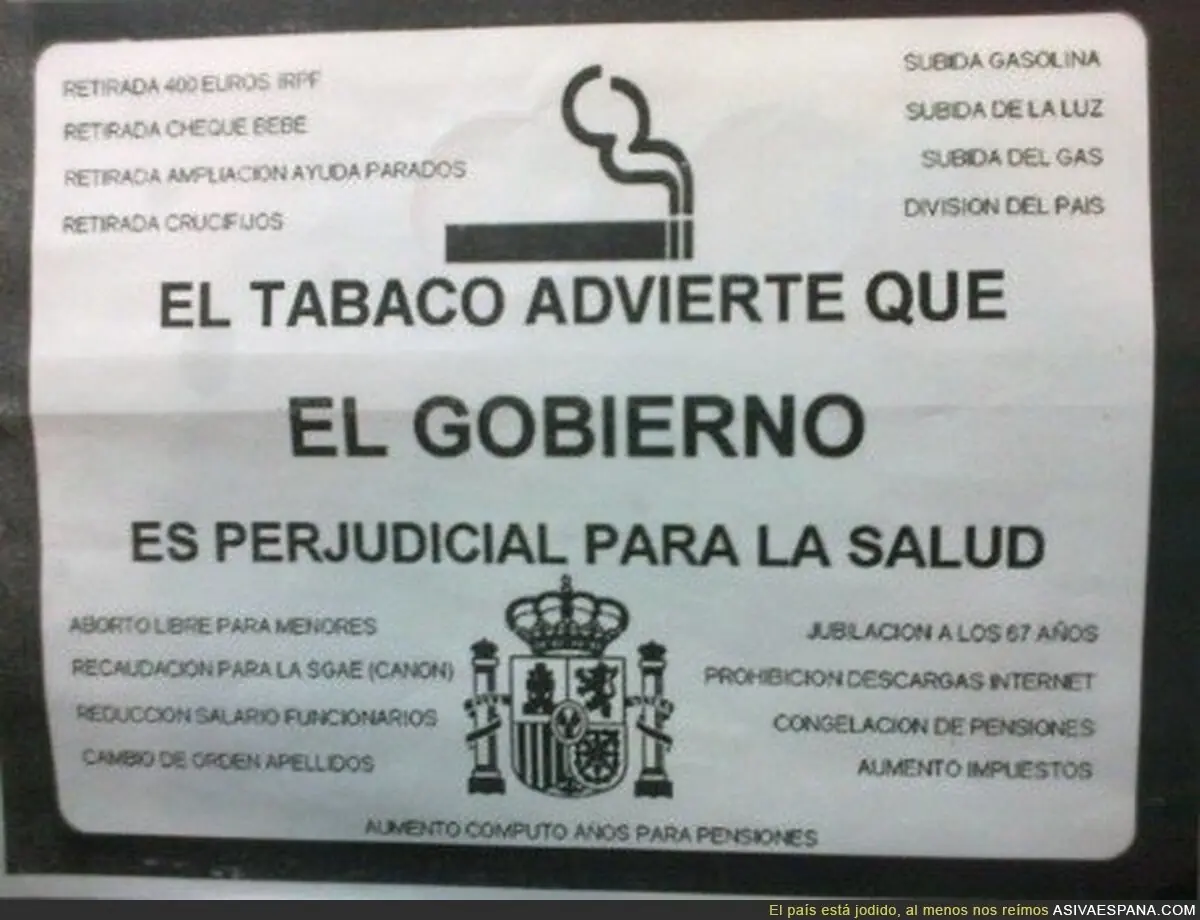 RETIRADA 400 EUROS IRPF
RETIRADA CHEQUE BEBE
RETIRADA AMPLIACION AYUDA PARADOS
RETIRADA CRUCIFIJOS
SUBIDA GASOLINA
SUBIDA DE LA LUZ
SUBIDA DEL GAS
DIVISION DEL PAIS
EL TABACO ADVIERTE QUE
EL GOBIERNO
ES PERJUDICIAL PARA LA SALUD
ABORTO LIBRE PARA MENORES
RECAUDACION PARA LA SGAE (CANON)
REDUCCION SALARIO FUNCIONARIOS
CAMBIO DE ORDEN APELLIDOS
JUBILACION A LOS 67 AÑOS
PROHIBICION DESCARGAS INTERNET
CONGELACION DE PENSIONES
AUMENTO IMPUESTOS
AUMENTO COMPUTO AÑOS PARA PENSIONES
El país está jodido, al menos nos reímos ASIVAESPANA.COM